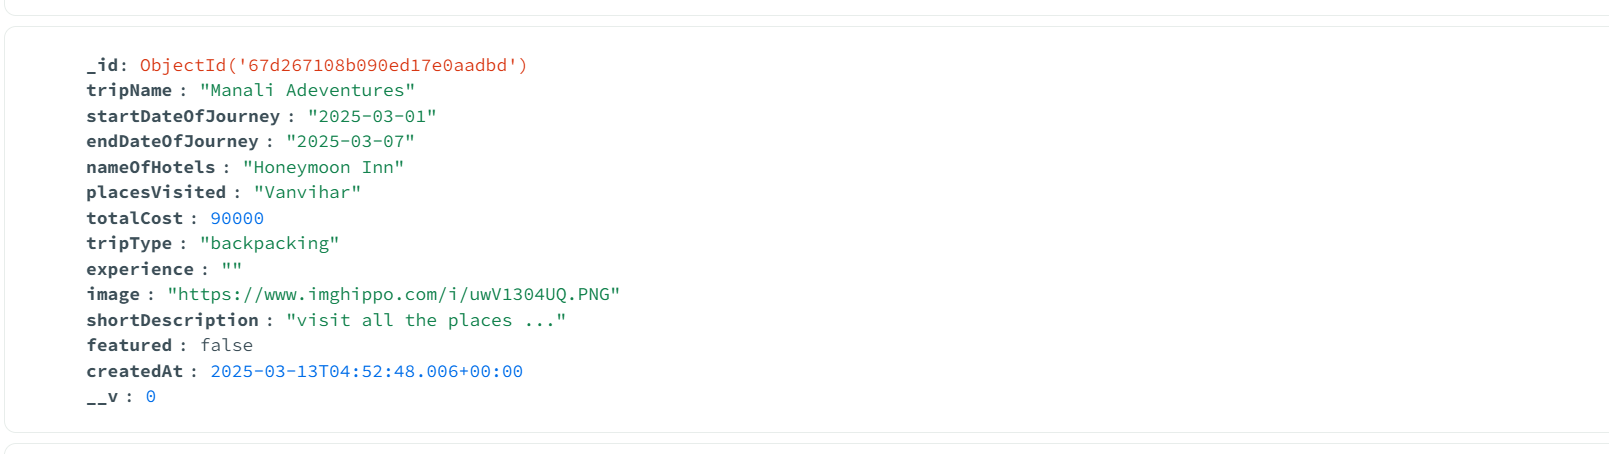 _id: ObjectId('67d267108b090ed17e0aadbd')
tripName : "Manali Adeventures"
startDateOfJourney : "2025-03-01"
endDateOfJourney : "2025-03-07"
nameOfHotels : "Honeymoon Inn"
placesVisited : "Vanvihar"
totalCost : 90000
tripType : "backpacking"
experience : ""
image : "https://www.imghippo.com/i/uwV1304UQ.PNG"
shortDescription : "visit all the places ..."
featured : false
createdAt : 2025-03-13T04:52:48.006+00:00
__v : 0